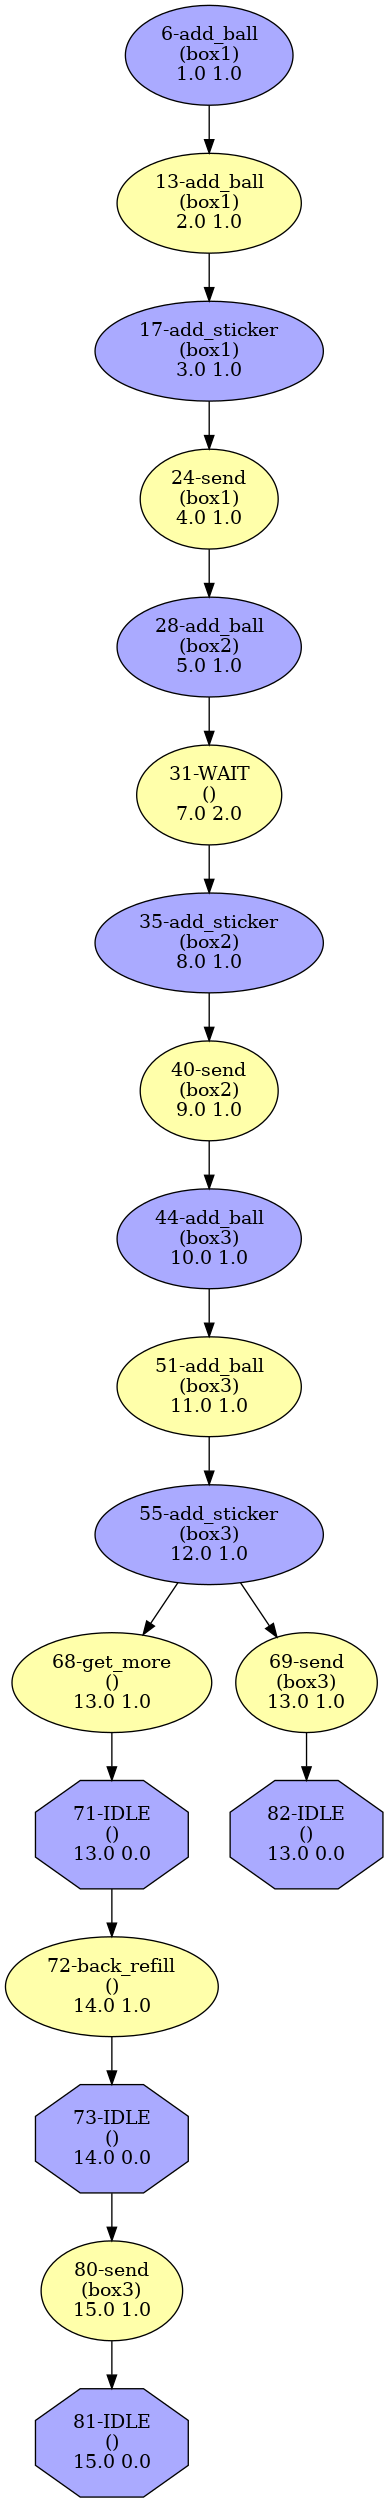 6-add_ball
(box1)
1.0 1.0
13-add_ball
(box1)
2.0 1.0
17-add_sticker
(box1)
3.0 1.0
24-send
(box1)
4.0 1.0
28-add_ball
(box2)
5.0 1.0
31-WAIT
()
7.0 2.0
35-add_sticker
(box2)
8.0 1.0
40-send
(box2)
9.0 1.0
44-add_ball
(box3)
10.0 1.0
51-add_ball
(box3)
11.0 1.0
55-add_sticker
(box3)
12.0 1.0
68-get_more
()
13.0 1.0
69-send
(box3)
13.0 1.0
71-IDLE
()
13.0 0.0
82-IDLE
()
13.0 0.0
72-back_refill
()
14.0 1.0
73-IDLE
()
14.0 0.0
80-send
(box3)
15.0 1.0
81-IDLE
()
15.0 0.0